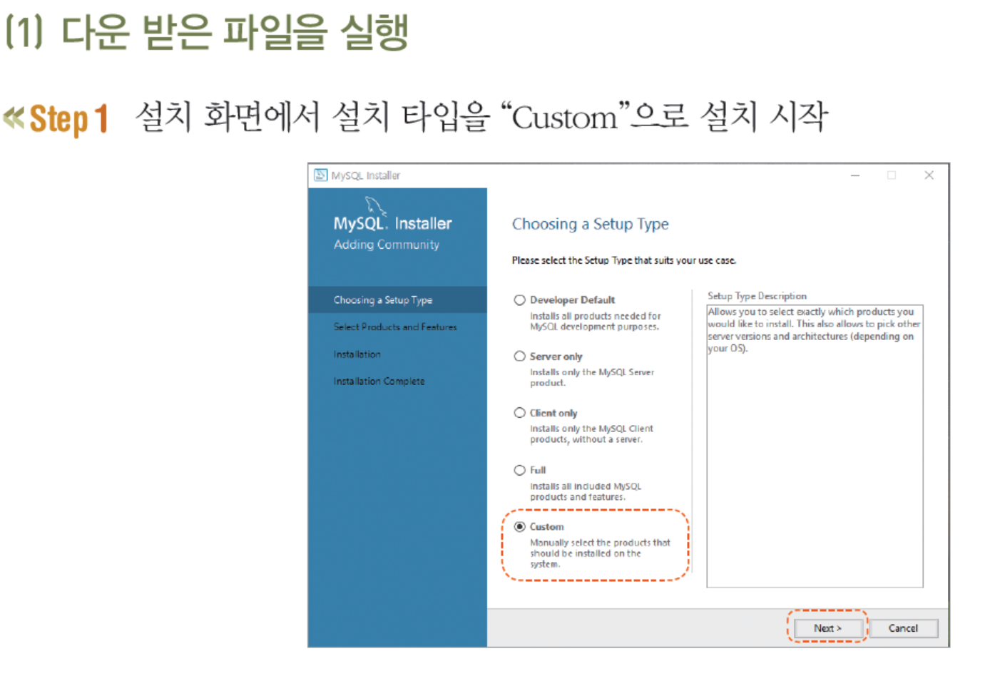 (1) 다운 받은 파일을 실행
≪Step 1 설치 화면에서 설치 타입을 “Custom”으로 설치 시작
MySQL Installer
MySQL. Installer
Adding Community
Choosing a Setup Type
Select Products and Features
Installation
Installation Complete
Choosing a Setup Type
Please select the Setup Type that suits your use case.
Developer Default
Installs all products needed for
MySQL development purposes.
Server only
Installs only the MySQL Server
product.
Client only
Installs only the MySQL Client
products, without a server.
Full
Installs all included MySQL
products and features.
Custom
Manually select the products that
should be installed on the
system.
Setup Type Description
Allows you to select exactly which products you
would like to install. This also allows to pick other
server versions and architectures (depending on
your OS).
Next >
Cancel